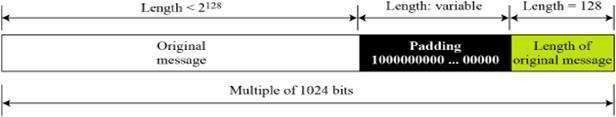 Length < 2¹²⁸
Length: variable
Length = 128
Original
message
Padding
1000000000 ... 00000
Length of
original message
Multiple of 1024 bits